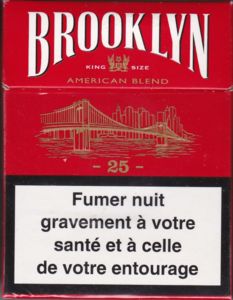 BROOKLYN
KING SIZE
AMERICAN BLEND
- 25 -
Fumer nuit
gravement à votre
santé et à celle
de votre entourage